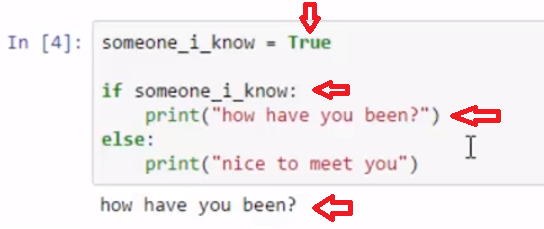 In [4]: someone_i_know = True
if someone_i_know:
    print("how have you been?")
else:
    print("nice to meet you")
how have you been?